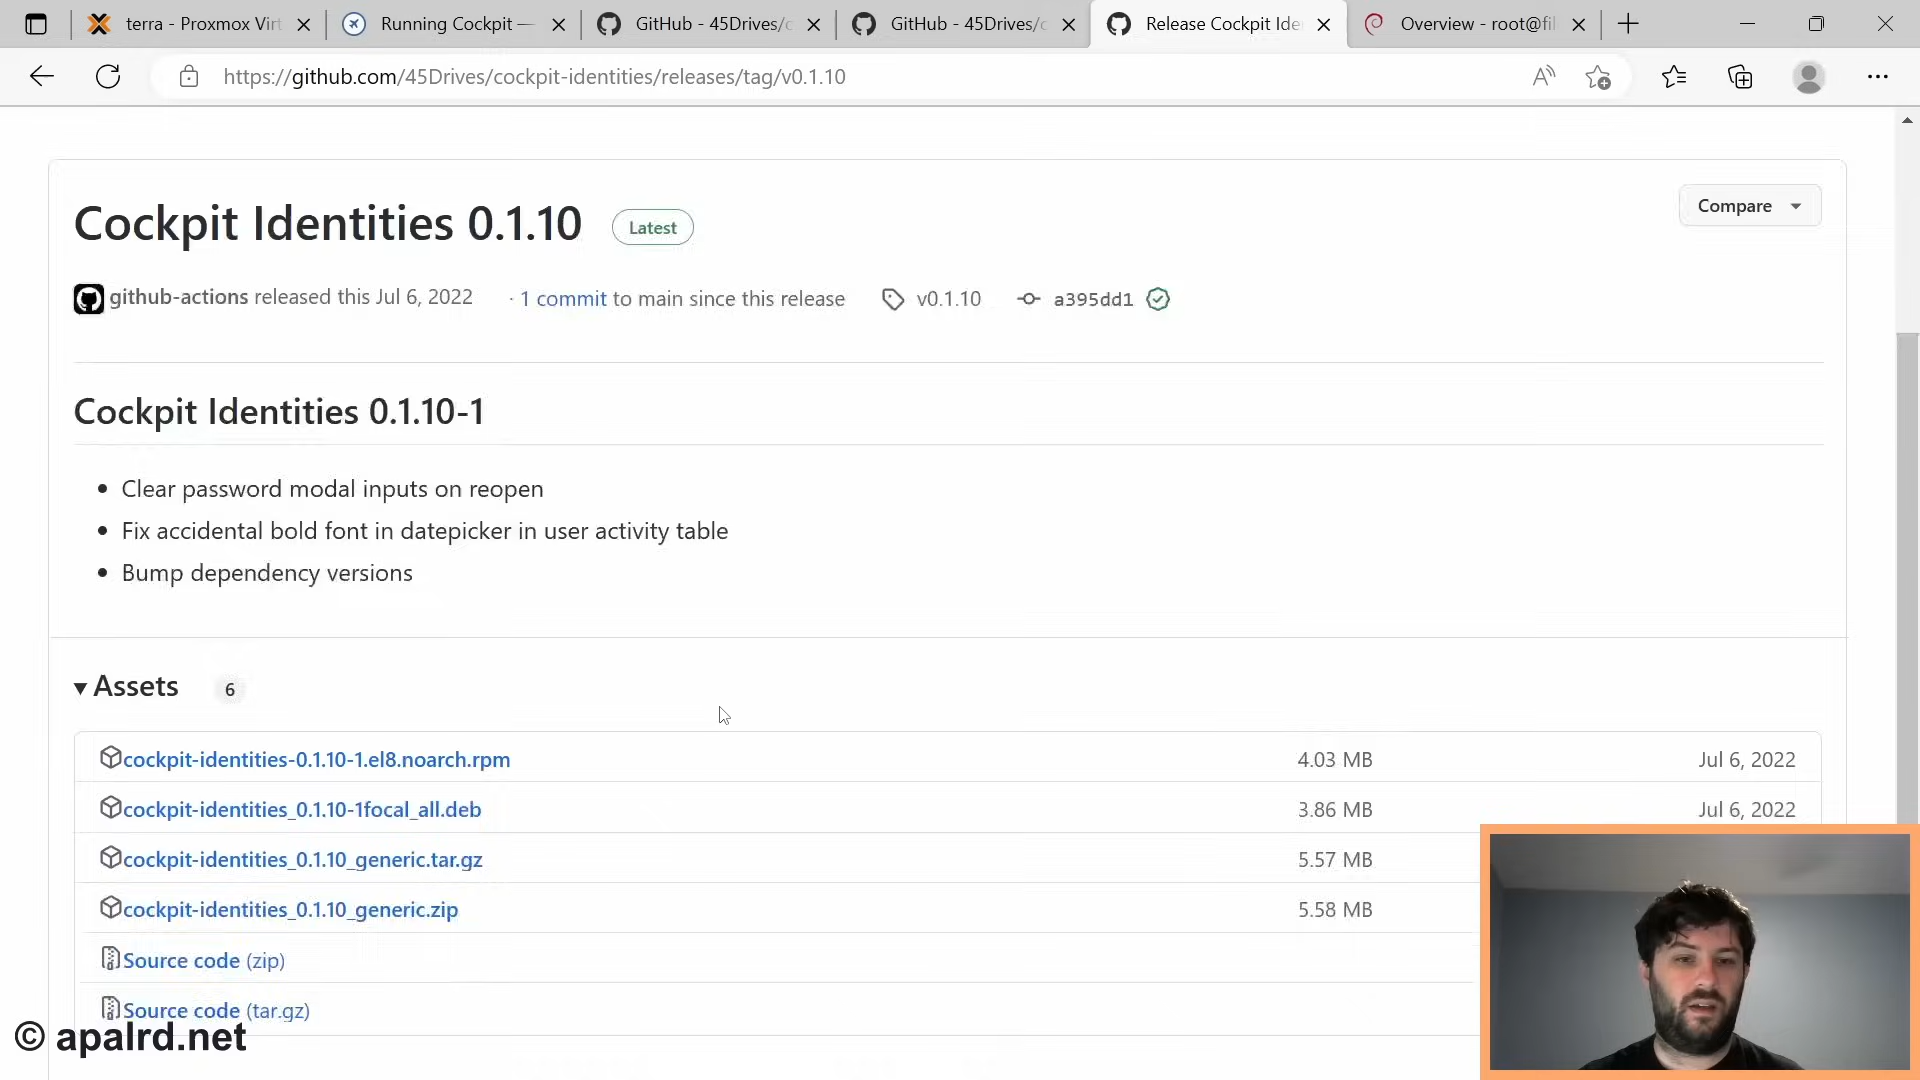 terra - Proxmox Virt
Running Cockpit —
GitHub - 45Drives/c
GitHub - 45Drives/c
Release Cockpit Ide
Overview - root@fil
https://github.com/45Drives/cockpit-identities/releases/tag/v0.1.10
Cockpit Identities 0.1.10
Latest
Compare
github-actions released this Jul 6, 2022 · 1 commit to main since this release v0.1.10 a395dd1
Cockpit Identities 0.1.10-1
Clear password modal inputs on reopen
Fix accidental bold font in datepicker in user activity table
Bump dependency versions
Assets 6
cockpit-identities-0.1.10-1.el8.noarch.rpm 4.03 MB Jul 6, 2022
cockpit-identities_0.1.10-1focal_all.deb 3.86 MB Jul 6, 2022
cockpit-identities_0.1.10_generic.tar.gz 5.57 MB
cockpit-identities_0.1.10_generic.zip 5.58 MB
Source code (zip)
Source code (tar.gz)
© apalrd.net